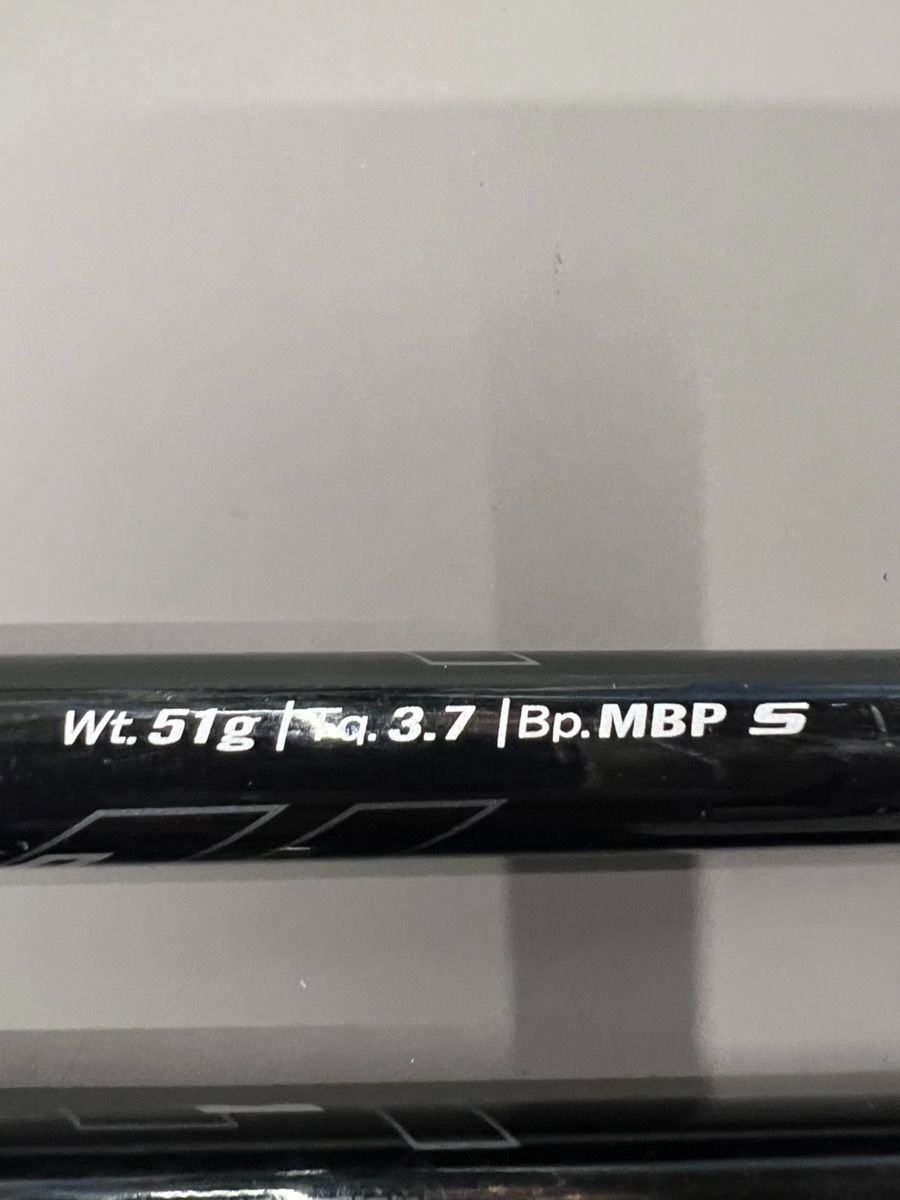 Wt. 51g | Tq. 3.7 | Bp. MBP S